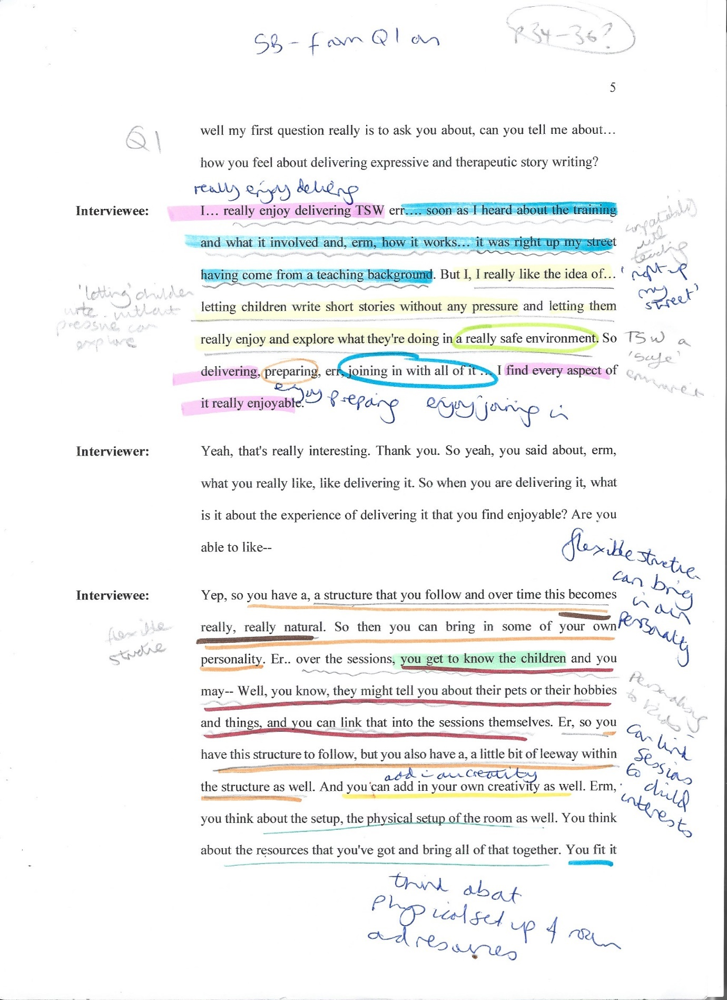 SB - from Q1 on
P34-36?
5
Q1
well my first question really is to ask you about, can you tell me about...
how you feel about delivering expressive and therapeutic story writing?
really enjoy delivering
Interviewee: I... really enjoy delivering TSW err.... soon as I heard about the training
and what it involved and, erm, how it works... it was right up my street
having come from a teaching background. But I, I really like the idea of...
letting children write short stories without any pressure and letting them
really enjoy and explore what they're doing in a really safe environment. So
delivering, preparing, err, joining in with all of it ... I find every aspect of
it really enjoyable.
compatability
with
teaching
'right up
my
street'
'letting' children
write without
pressure can
explore
TSW a
'safe'
environment
enjoy preparing
enjoy joining in
Interviewer: Yeah, that's really interesting. Thank you. So yeah, you said about, erm,
what you really like, like delivering it. So when you are delivering it, what
is it about the experience of delivering it that you find enjoyable? Are you
able to like--
flexible structure
can bring
in own
personality
Interviewee: Yep, so you have a, a structure that you follow and over time this becomes
really, really natural. So then you can bring in some of your own
personality. Er.. over the sessions, you get to know the children and you
may-- Well, you know, they might tell you about their pets or their hobbies
and things, and you can link that into the sessions themselves. Er, so you
have this structure to follow, but you also have a, a little bit of leeway within
add in own creativity
the structure as well. And you can add in your own creativity as well. Erm,
you think about the setup, the physical setup of the room as well. You think
about the resources that you've got and bring all of that together. You fit it
flexible
structure
Personalising
to kids
can link
sessions
to child
interests
think about
physical set up of room
and resources